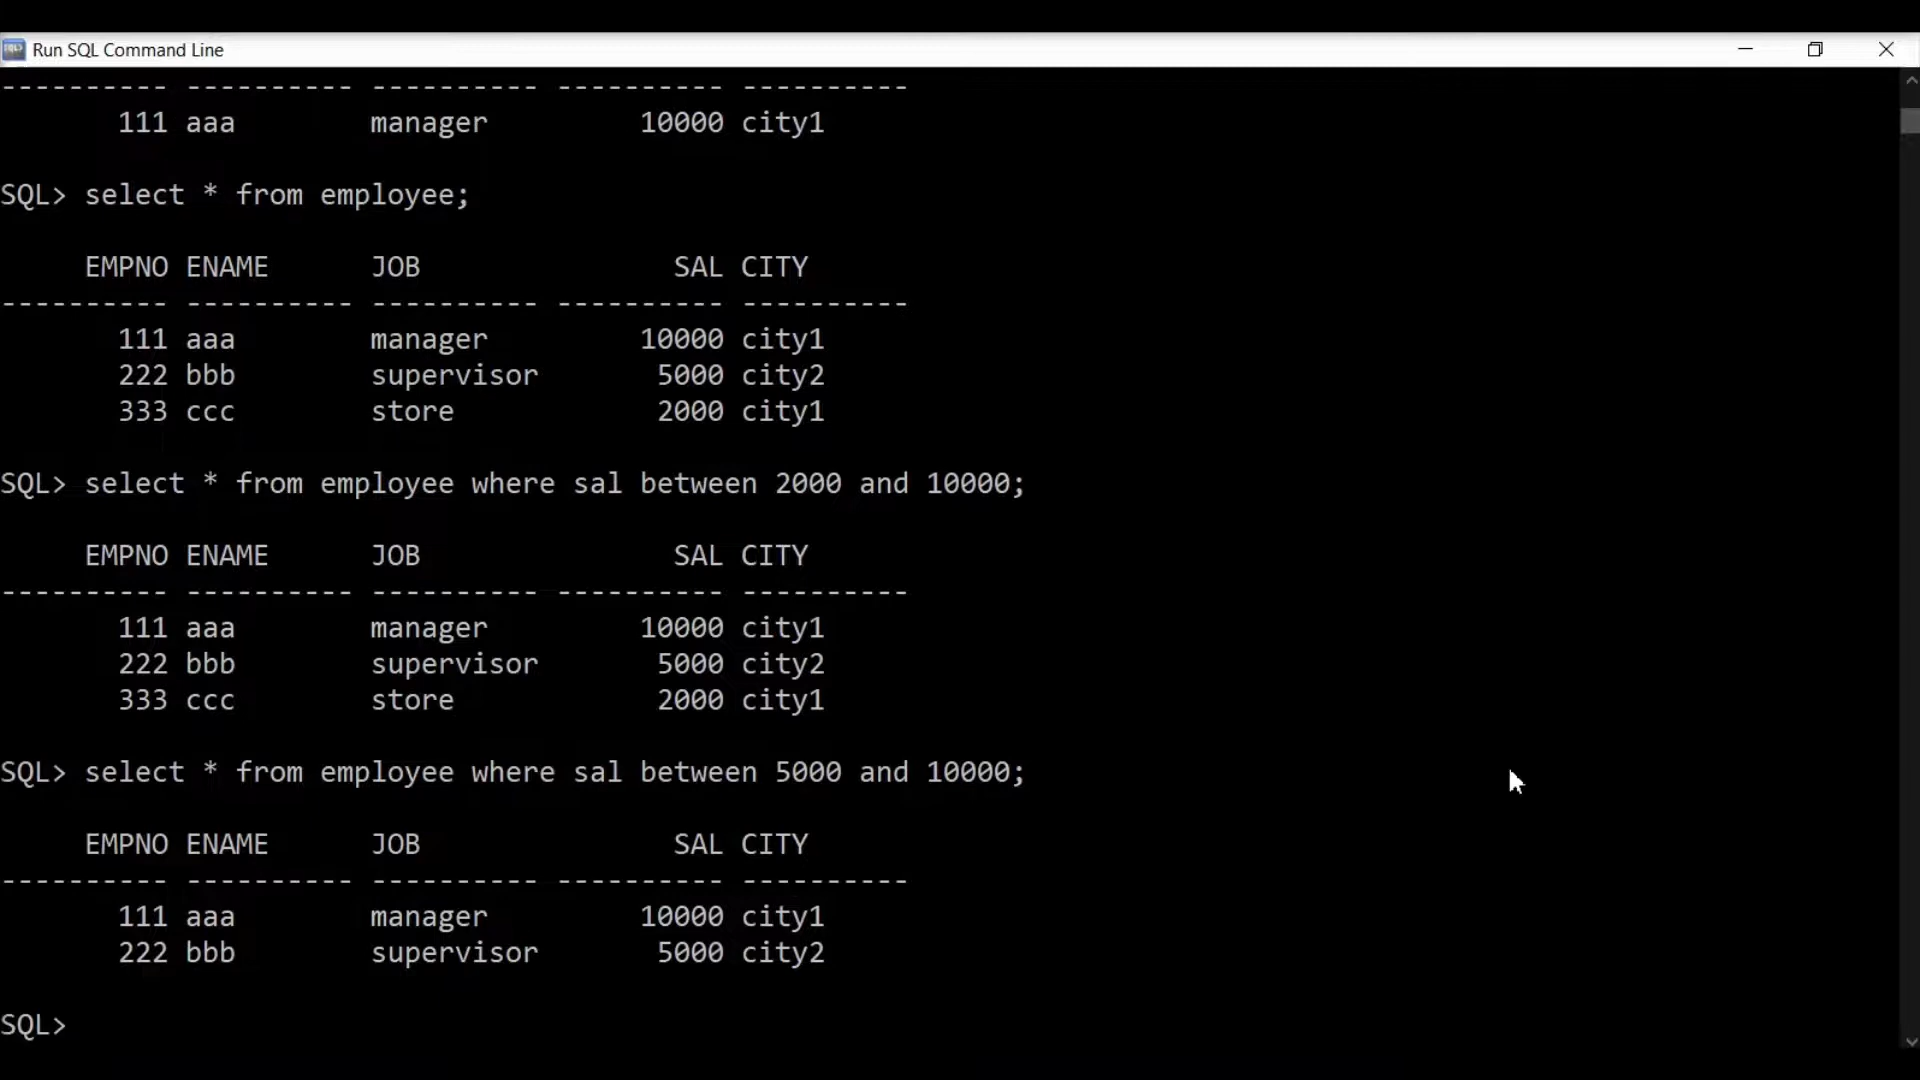 Run SQL Command Line
---------- ---------- ---------- ---------- ----------
       111 aaa        manager         10000 city1
SQL> select * from employee;
     EMPNO ENAME      JOB               SAL CITY
---------- ---------- ---------- ---------- ----------
       111 aaa        manager         10000 city1
       222 bbb        supervisor       5000 city2
       333 ccc        store            2000 city1
SQL> select * from employee where sal between 2000 and 10000;
     EMPNO ENAME      JOB               SAL CITY
---------- ---------- ---------- ---------- ----------
       111 aaa        manager         10000 city1
       222 bbb        supervisor       5000 city2
       333 ccc        store            2000 city1
SQL> select * from employee where sal between 5000 and 10000;
     EMPNO ENAME      JOB               SAL CITY
---------- ---------- ---------- ---------- ----------
       111 aaa        manager         10000 city1
       222 bbb        supervisor       5000 city2
SQL>